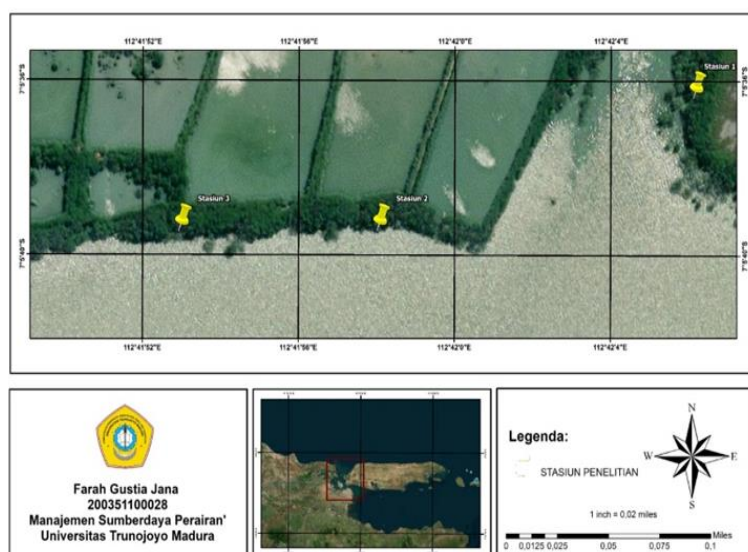 112°41'52"E 112°41'56"E 112°42'0"E 112°42'4"E
7°5'36"S
7°5'36"S
Stasiun 1
Stasiun 3
Stasiun 2
7°5'40"S
7°5'40"S
112°41'52"E 112°41'56"E 112°42'0"E 112°42'4"E
Farah Gustia Jana
200351100028
Manajemen Sumberdaya Perairan'
Universitas Trunojoyo Madura
Legenda:
STASIUN PENELITIAN
N
W
E
S
1 inch = 0,02 miles
Miles
0 0,0125 0,025 0,05 0,075 0,1